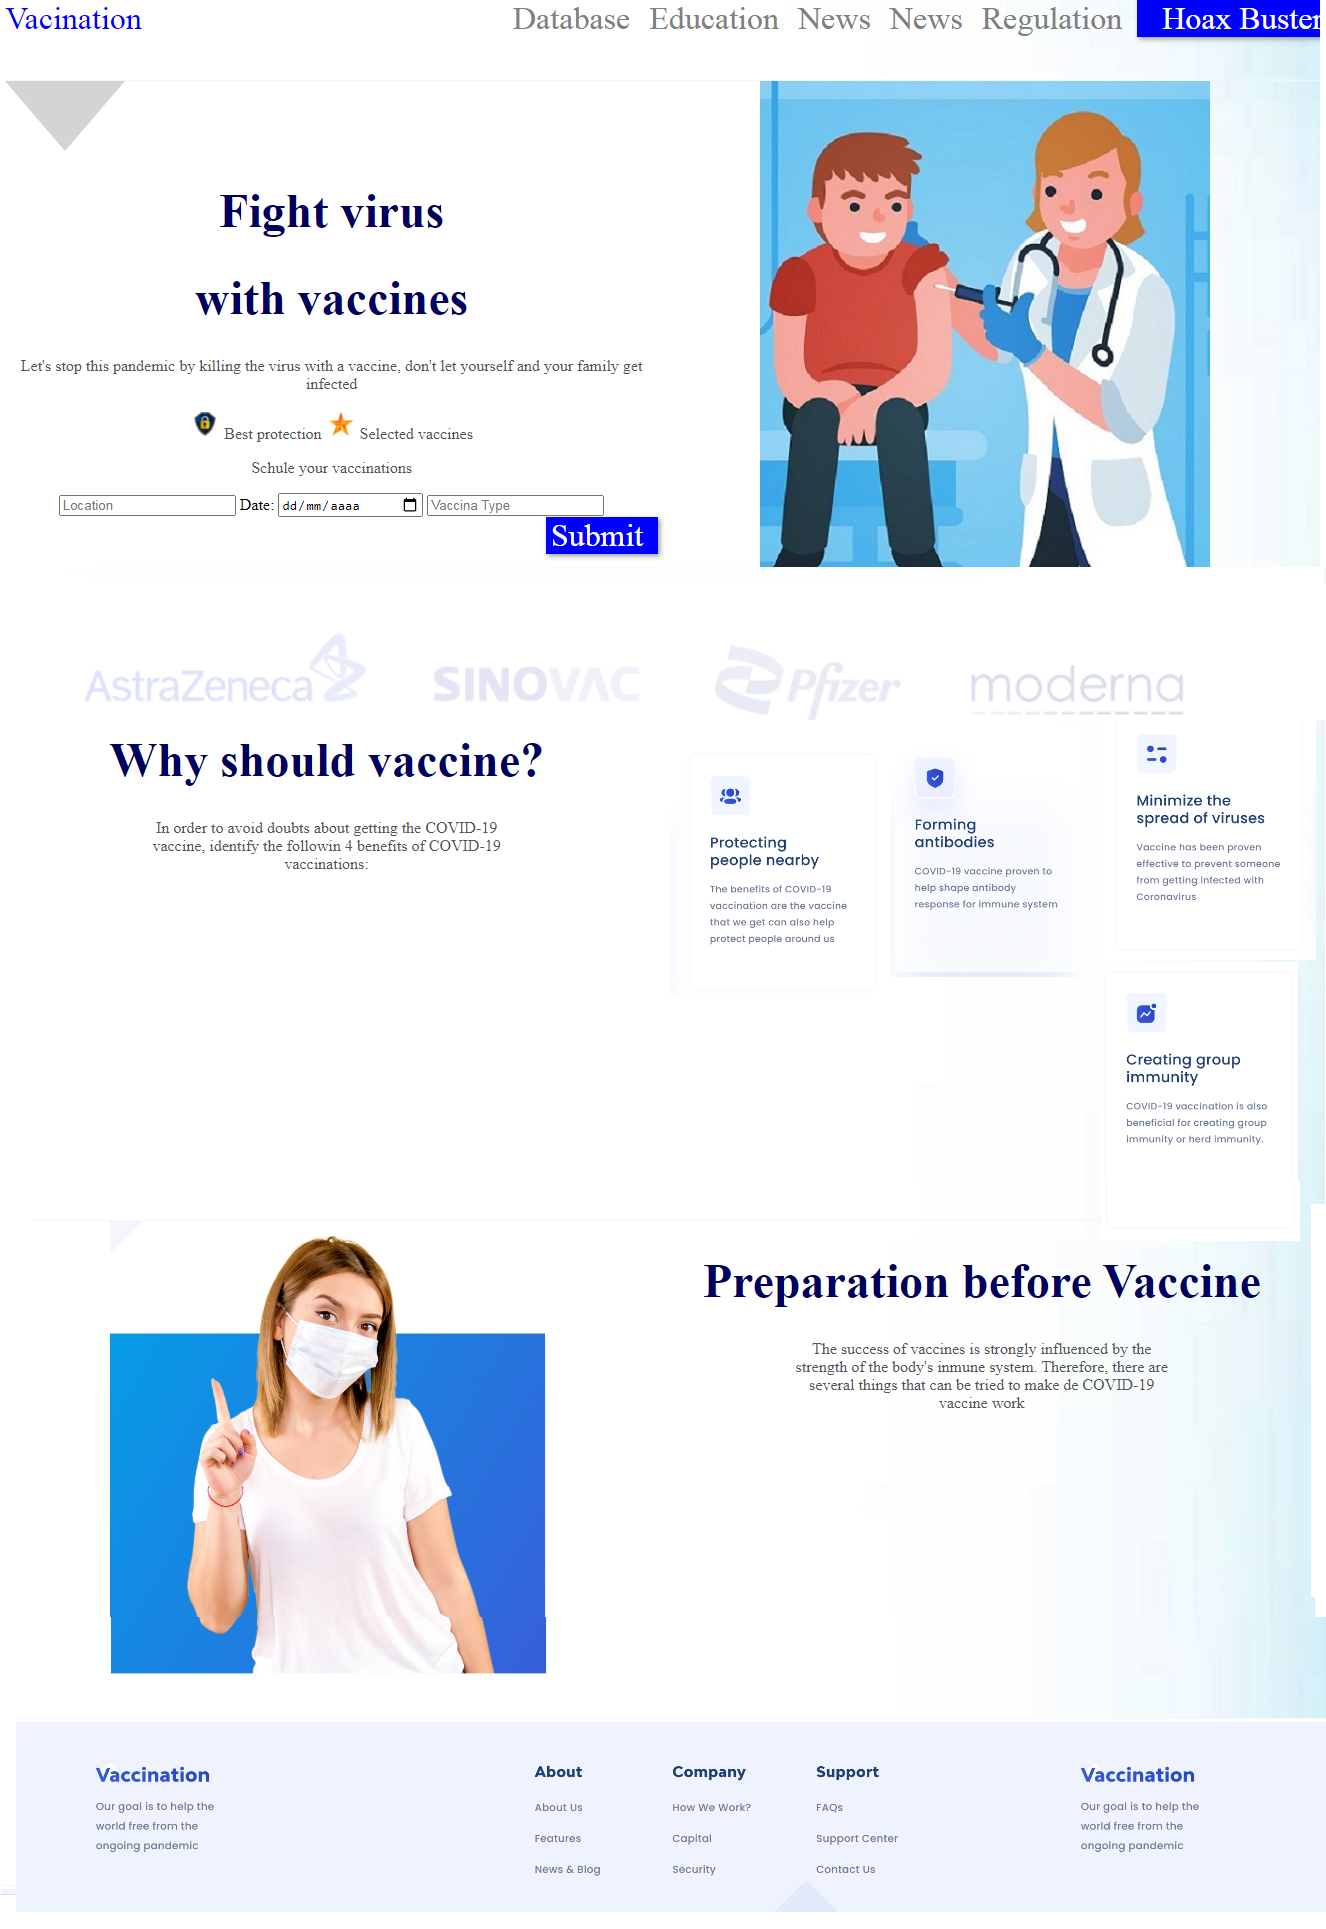 Vacination
Database Education News News Regulation Hoax Buster
Fight virus
with vaccines
Let's stop this pandemic by killing the virus with a vaccine, don't let yourself and your family get
infected
Best protection Selected vaccines
Schule your vaccinations
Location Date: dd/mm/aaaa Vaccina Type
Submit
AstraZeneca SINOVAC Pfizer moderna
Why should vaccine?
In order to avoid doubts about getting the COVID-19
vaccine, identify the followin 4 benefits of COVID-19
vaccinations:
Protecting
people nearby
The benefits of COVID-19
vaccination are the vaccine
that we get can also help
protect people around us
Forming
antibodies
COVID-19 vaccine proven to
help shape antibody
response for immune system
Minimize the
spread of viruses
Vaccine has been proven
effective to prevent someone
from getting infected with
Coronavirus
Creating group
immunity
COVID-19 vaccination is also
beneficial for creating group
immunity or herd immunity.
Preparation before Vaccine
The success of vaccines is strongly influenced by the
strength of the body's inmune system. Therefore, there are
several things that can be tried to make de COVID-19
vaccine work
Vaccination
Our goal is to help the
world free from the
ongoing pandemic
About
About Us
Features
News & Blog
Company
How We Work?
Capital
Security
Support
FAQs
Support Center
Contact Us
Vaccination
Our goal is to help the
world free from the
ongoing pandemic